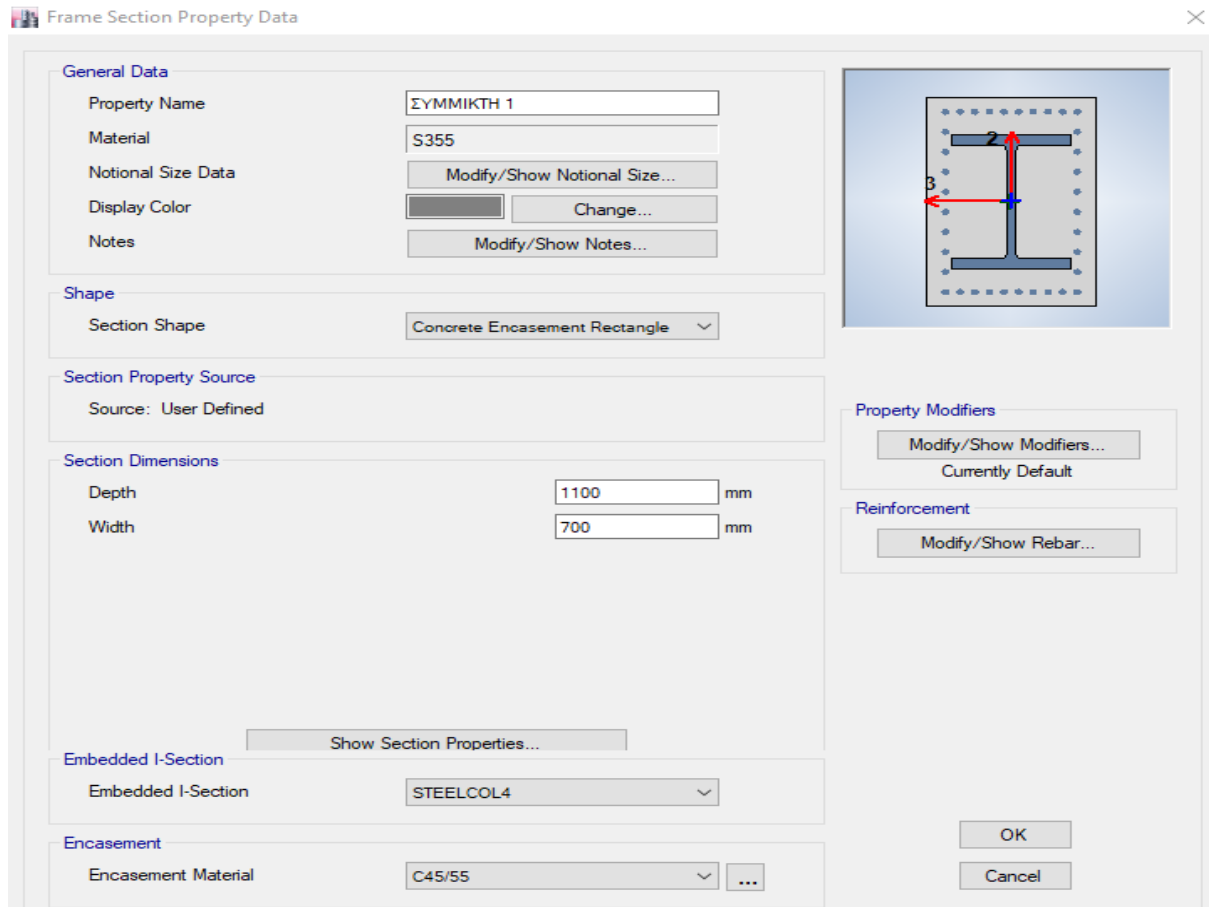 Frame Section Property Data
General Data
Property Name ΣΥΜΜΙΚΤΗ 1
Material S355
Notional Size Data Modify/Show Notional Size...
Display Color Change...
Notes Modify/Show Notes...
Shape
Section Shape Concrete Encasement Rectangle
Section Property Source
Source: User Defined
Section Dimensions
Depth 1100 mm
Width 700 mm
Show Section Properties...
Embedded I-Section
Embedded I-Section STEELCOL4
Encasement
Encasement Material C45/55 ...
2
3
Property Modifiers
Modify/Show Modifiers...
Currently Default
Reinforcement
Modify/Show Rebar...
OK
Cancel